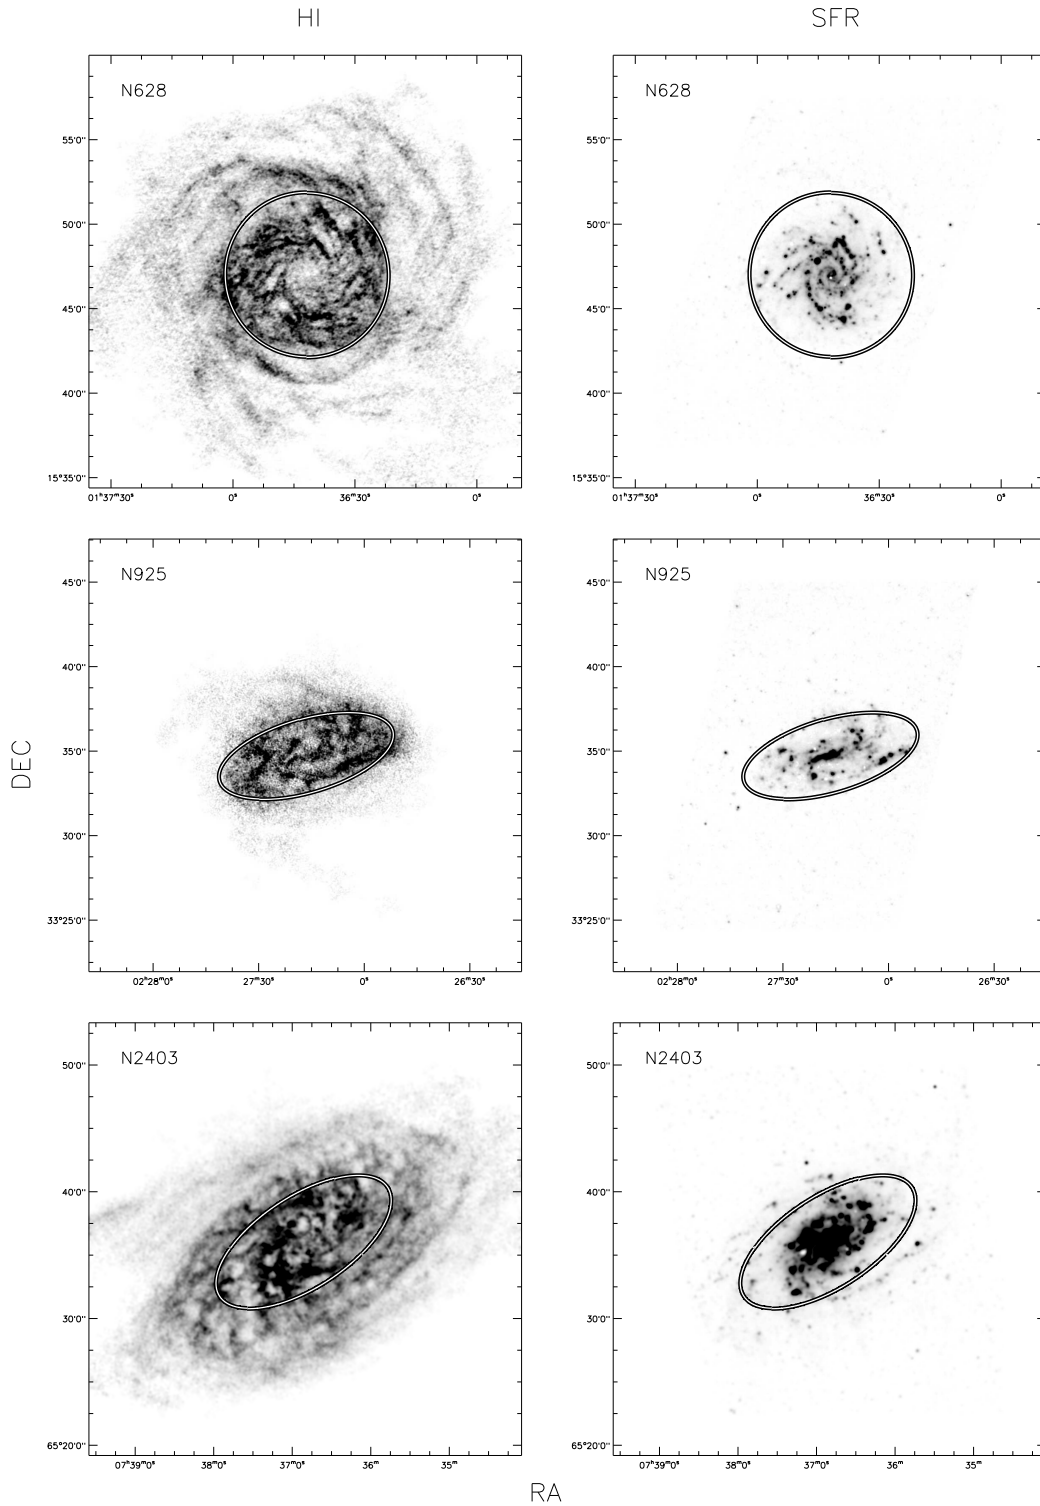 HI SFR
N628 N628
55'0"
50'0" 50'0"
45'0" 45'0"
40'0" 40'0"
15°35'0" 15°35'0"
55'0"
01ʰ37ᵐ30ˢ 0ˢ 36ᵐ30ˢ 0ˢ 01ʰ37ᵐ30ˢ 0ˢ 36ᵐ30ˢ 0ˢ
N925 N925
45'0" 45'0"
40'0" 40'0"
35'0" 35'0"
30'0" 30'0"
33°25'0" 33°25'0"
02ʰ28ᵐ0ˢ 27ᵐ30ˢ 0ˢ 26ᵐ30ˢ 02ʰ28ᵐ0ˢ 27ᵐ30ˢ 0ˢ 26ᵐ30ˢ
DEC
N2403 N2403
50'0" 50'0"
40'0" 40'0"
30'0" 30'0"
65°20'0" 65°20'0"
07ʰ39ᵐ0ˢ 38ᵐ 37ᵐ0ˢ 36ᵐ 35ᵐ 07ʰ39ᵐ0ˢ 38ᵐ0ˢ 37ᵐ0ˢ 36ᵐ 35ᵐ
RA